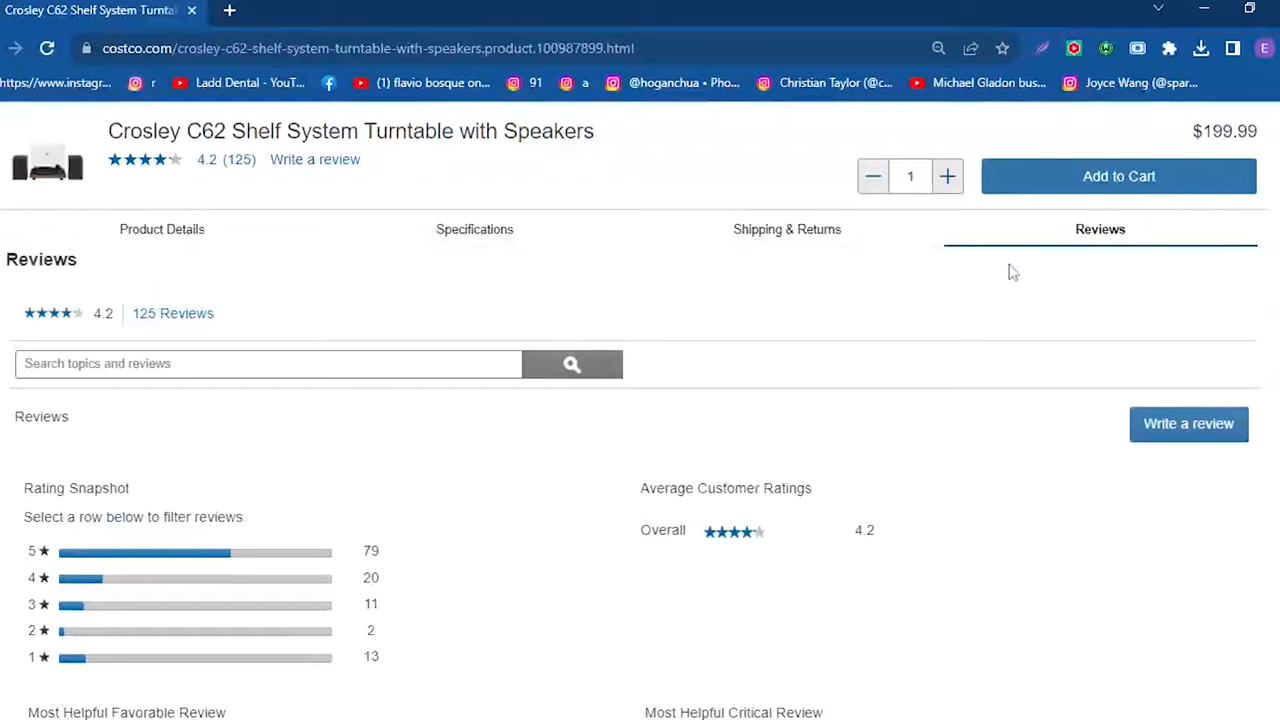 Crosley C62 Shelf System Turntab
costco.com/crosley-c62-shelf-system-turntable-with-speakers.product.100987899.html
E
https://www.instagr... r Ladd Dental - YouT... (1) flavio bosque on... 91 a @hoganchua • Pho... Christian Taylor (@c... Michael Gladon bus... Joyce Wang (@spar...
Crosley C62 Shelf System Turntable with Speakers
$199.99
4.2 (125) Write a review
1
Add to Cart
Product Details Specifications Shipping & Returns Reviews
Reviews
4.2 125 Reviews
Search topics and reviews
Reviews
Write a review
Rating Snapshot
Average Customer Ratings
Select a row below to filter reviews.
Overall 4.2
5★ 79
4★ 20
3★ 11
2★ 2
1★ 13
Most Helpful Favorable Review
Most Helpful Critical Review